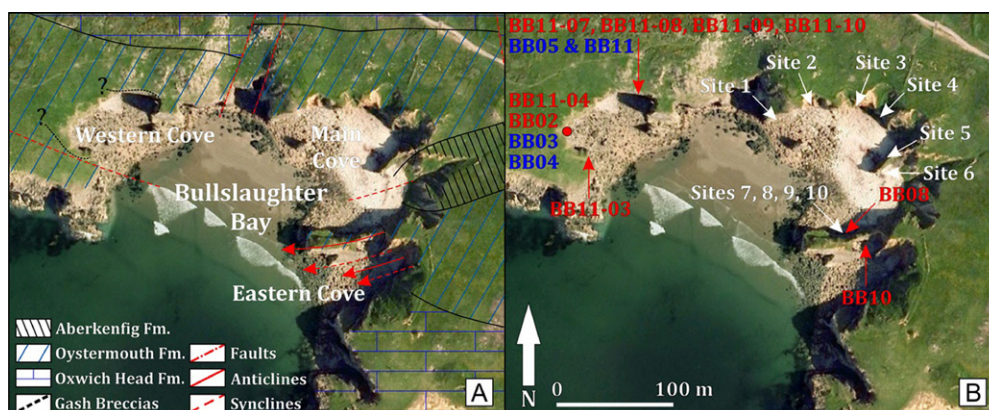 ?
?
Western Cove
Main
Cove
Bullslaughter
Bay
Eastern Cove
Aberkenfig Fm.
Oystermouth Fm.
Faults
Oxwich Head Fm.
Anticlines
Gash Breccias
Synclines
A
BB11-07, BB11-08, BB11-09, BB11-10
BB05 & BB11
Site 2
Site 3
Site 1
Site 4
BB11-04
BB02
BB03
BB04
Site 5
Site 6
BB11-03
Sites 7, 8, 9, 10
BB08
BB10
N
0
100 m
B